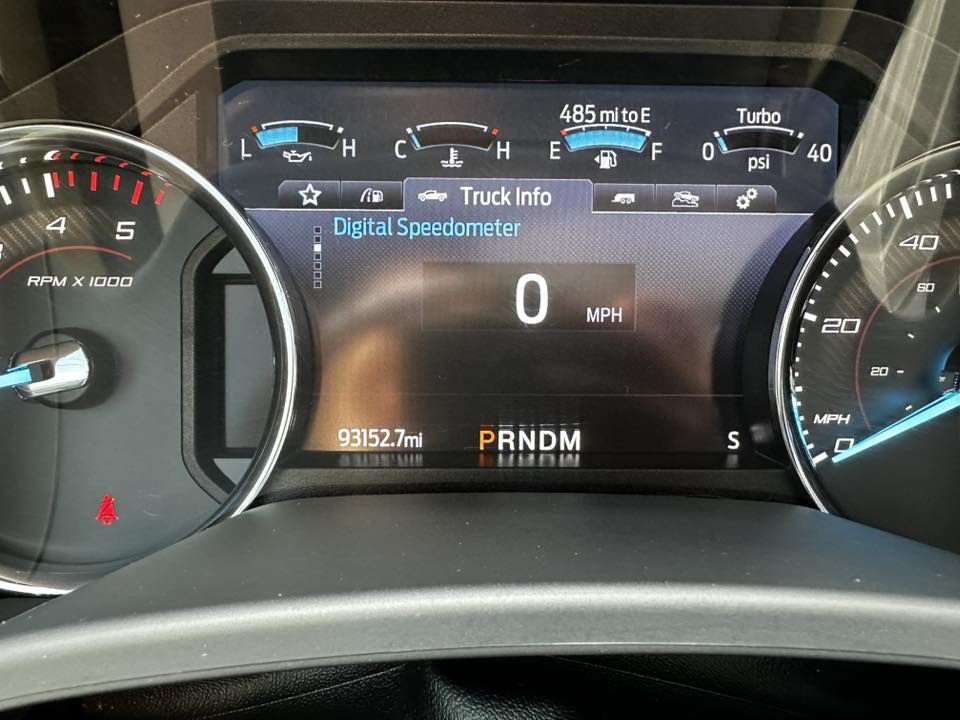 485 mi to E
Turbo
L H
C H
E F
0 40
psi
Truck Info
Digital Speedometer
0 MPH
93152.7mi
PRNDM
S
4 5
RPM X 1000
40
60
20
20
MPH
0